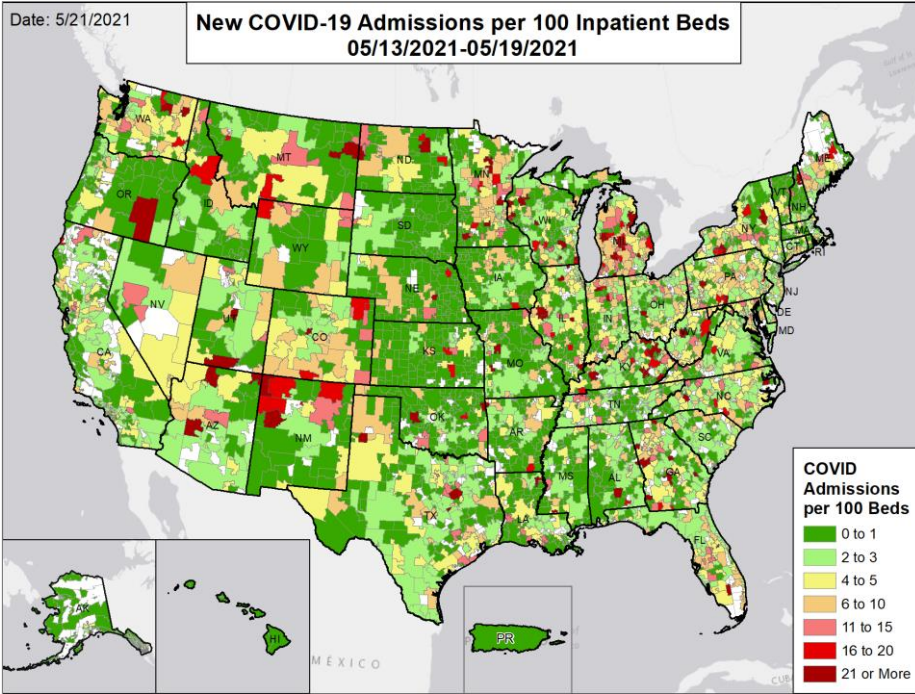 Date: 5/21/2021
New COVID-19 Admissions per 100 Inpatient Beds
05/13/2021-05/19/2021
WA
MT
ND
MN
ME
OR
ID
WY
SD
WI
MI
NY
VT
NH
MA
CT
RI
NV
UT
CO
NE
IA
IL
IN
OH
PA
NJ
DE
MD
WV
VA
CA
KS
MO
KY
AZ
NM
OK
AR
TN
NC
SC
TX
LA
MS
AL
GA
FL
AK
HI
PR
MÉXICO
CUBA
COVID
Admissions
per 100 Beds
0 to 1
2 to 3
4 to 5
6 to 10
11 to 15
16 to 20
21 or More